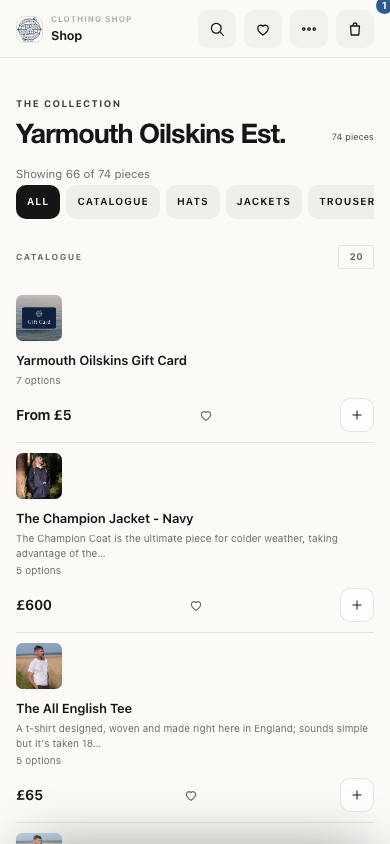 CLOTHING SHOP
Shop
1
THE COLLECTION
Yarmouth Oilskins Est.
74 pieces
Showing 66 of 74 pieces
ALL
CATALOGUE
HATS
JACKETS
TROUSER
CATALOGUE
20
Gift Card
Yarmouth Oilskins Gift Card
7 options
From £5
The Champion Jacket - Navy
The Champion Coat is the ultimate piece for colder weather, taking
advantage of the...
5 options
£600
The All English Tee
A t-shirt designed, woven and made right here in England; sounds simple
but it's taken 18...
5 options
£65